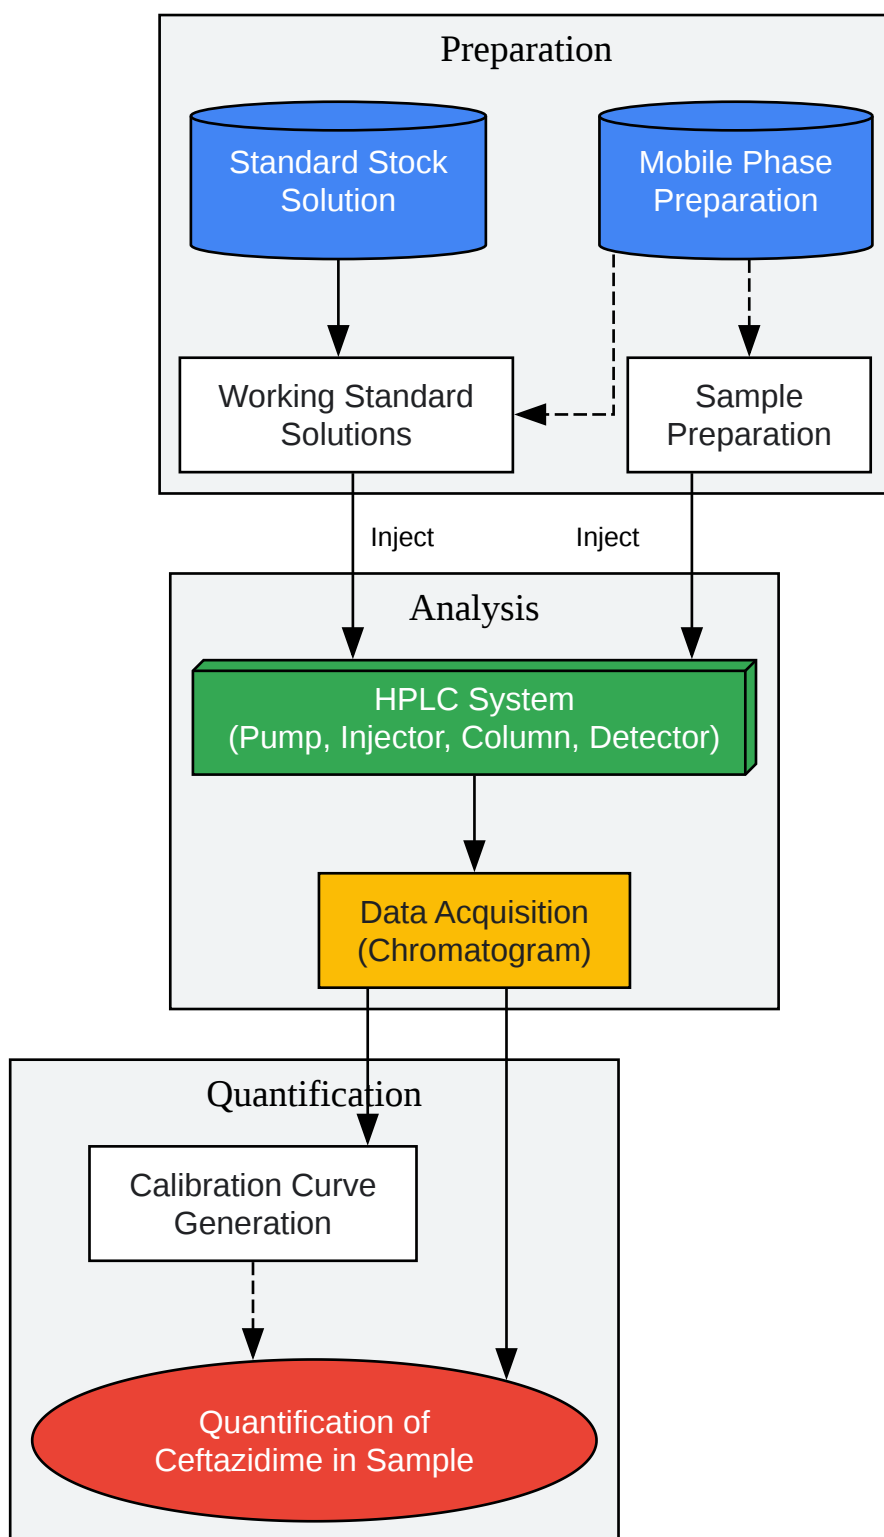 Preparation
Standard Stock
Solution
Mobile Phase
Preparation
Working Standard
Solutions
Sample
Preparation
Inject
Inject
Analysis
HPLC System
(Pump, Injector, Column, Detector)
Data Acquisition
(Chromatogram)
Quantification
Calibration Curve
Generation
Quantification of
Ceftazidime in Sample